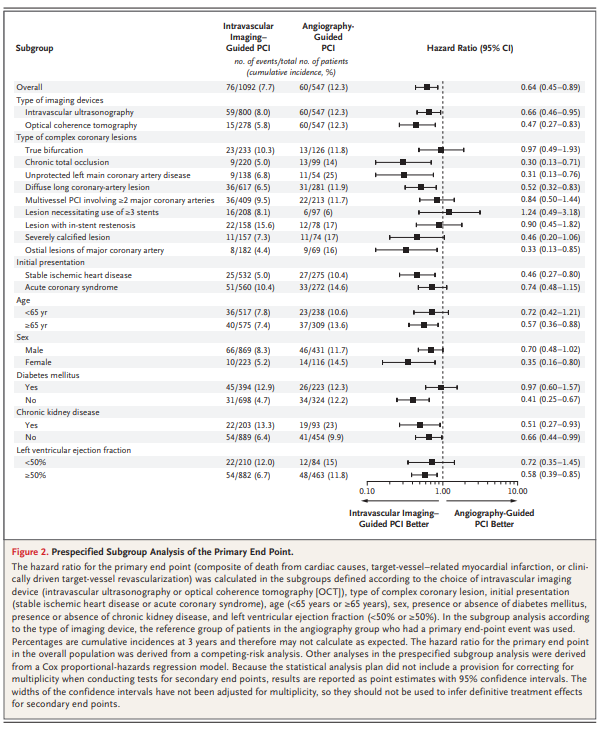 Subgroup
Intravascular Imaging–Guided PCI
Angiography-Guided PCI
Hazard Ratio (95% CI)
no. of events/total no. of patients
(cumulative incidence, %)
Overall 76/1092 (7.7) 60/547 (12.3) 0.64 (0.45–0.89)
Type of imaging devices
Intravascular ultrasonography 59/800 (8.0) 60/547 (12.3) 0.66 (0.46–0.95)
Optical coherence tomography 15/278 (5.8) 60/547 (12.3) 0.47 (0.27–0.83)
Type of complex coronary lesions
True bifurcation 23/233 (10.3) 13/126 (11.8) 0.97 (0.49–1.93)
Chronic total occlusion 9/220 (5.0) 13/99 (14) 0.30 (0.13–0.71)
Unprotected left main coronary artery disease 9/138 (6.8) 11/54 (25) 0.31 (0.13–0.76)
Diffuse long coronary-artery lesion 36/617 (6.5) 31/281 (11.9) 0.52 (0.32–0.83)
Multivessel PCI involving ≥2 major coronary arteries 36/409 (9.5) 22/213 (11.7) 0.84 (0.50–1.44)
Lesion necessitating use of ≥3 stents 16/208 (8.1) 6/97 (6) 1.24 (0.49–3.18)
Lesion with in-stent restenosis 22/158 (15.6) 12/78 (17) 0.90 (0.45–1.82)
Severely calcified lesion 11/157 (7.3) 11/74 (17) 0.46 (0.20–1.06)
Ostial lesions of major coronary artery 8/182 (4.4) 9/69 (16) 0.33 (0.13–0.85)
Initial presentation
Stable ischemic heart disease 25/532 (5.0) 27/275 (10.4) 0.46 (0.27–0.80)
Acute coronary syndrome 51/560 (10.4) 33/272 (14.6) 0.74 (0.48–1.15)
Age
<65 yr 36/517 (7.8) 23/238 (10.6) 0.72 (0.42–1.21)
≥65 yr 40/575 (7.4) 37/309 (13.6) 0.57 (0.36–0.88)
Sex
Male 66/869 (8.3) 46/431 (11.7) 0.70 (0.48–1.02)
Female 10/223 (5.2) 14/116 (14.5) 0.35 (0.16–0.80)
Diabetes mellitus
Yes 45/394 (12.9) 26/223 (12.3) 0.97 (0.60–1.57)
No 31/698 (4.7) 34/324 (12.2) 0.41 (0.25–0.67)
Chronic kidney disease
Yes 22/203 (13.3) 19/93 (23) 0.51 (0.27–0.93)
No 54/889 (6.4) 41/454 (9.9) 0.66 (0.44–0.99)
Left ventricular ejection fraction
<50% 22/210 (12.0) 12/84 (15) 0.72 (0.35–1.45)
≥50% 54/882 (6.7) 48/463 (11.8) 0.58 (0.39–0.85)
0.10 1.00 10.00
Intravascular Imaging–Guided PCI Better
Angiography-Guided PCI Better
Figure 2. Prespecified Subgroup Analysis of the Primary End Point.
The hazard ratio for the primary end point (composite of death from cardiac causes, target-vessel–related myocardial infarction, or clini-
cally driven target-vessel revascularization) was calculated in the subgroups defined according to the choice of intravascular imaging
device (intravascular ultrasonography or optical coherence tomography [OCT]), type of complex coronary lesion, initial presentation
(stable ischemic heart disease or acute coronary syndrome), age (<65 years or ≥65 years), sex, presence or absence of diabetes mellitus,
presence or absence of chronic kidney disease, and left ventricular ejection fraction (<50% or ≥50%). In the subgroup analysis according
to the type of imaging device, the reference group of patients in the angiography group who had a primary end-point event was used.
Percentages are cumulative incidences at 3 years and therefore may not calculate as expected. The hazard ratio for the primary end point
in the overall population was derived from a competing-risk analysis. Other analyses in the prespecified subgroup analysis were derived
from a Cox proportional-hazards regression model. Because the statistical analysis plan did not include a provision for correcting for
multiplicity when conducting tests for secondary end points, results are reported as point estimates with 95% confidence intervals. The
widths of the confidence intervals have not been adjusted for multiplicity, so they should not be used to infer definitive treatment effects
for secondary end points.